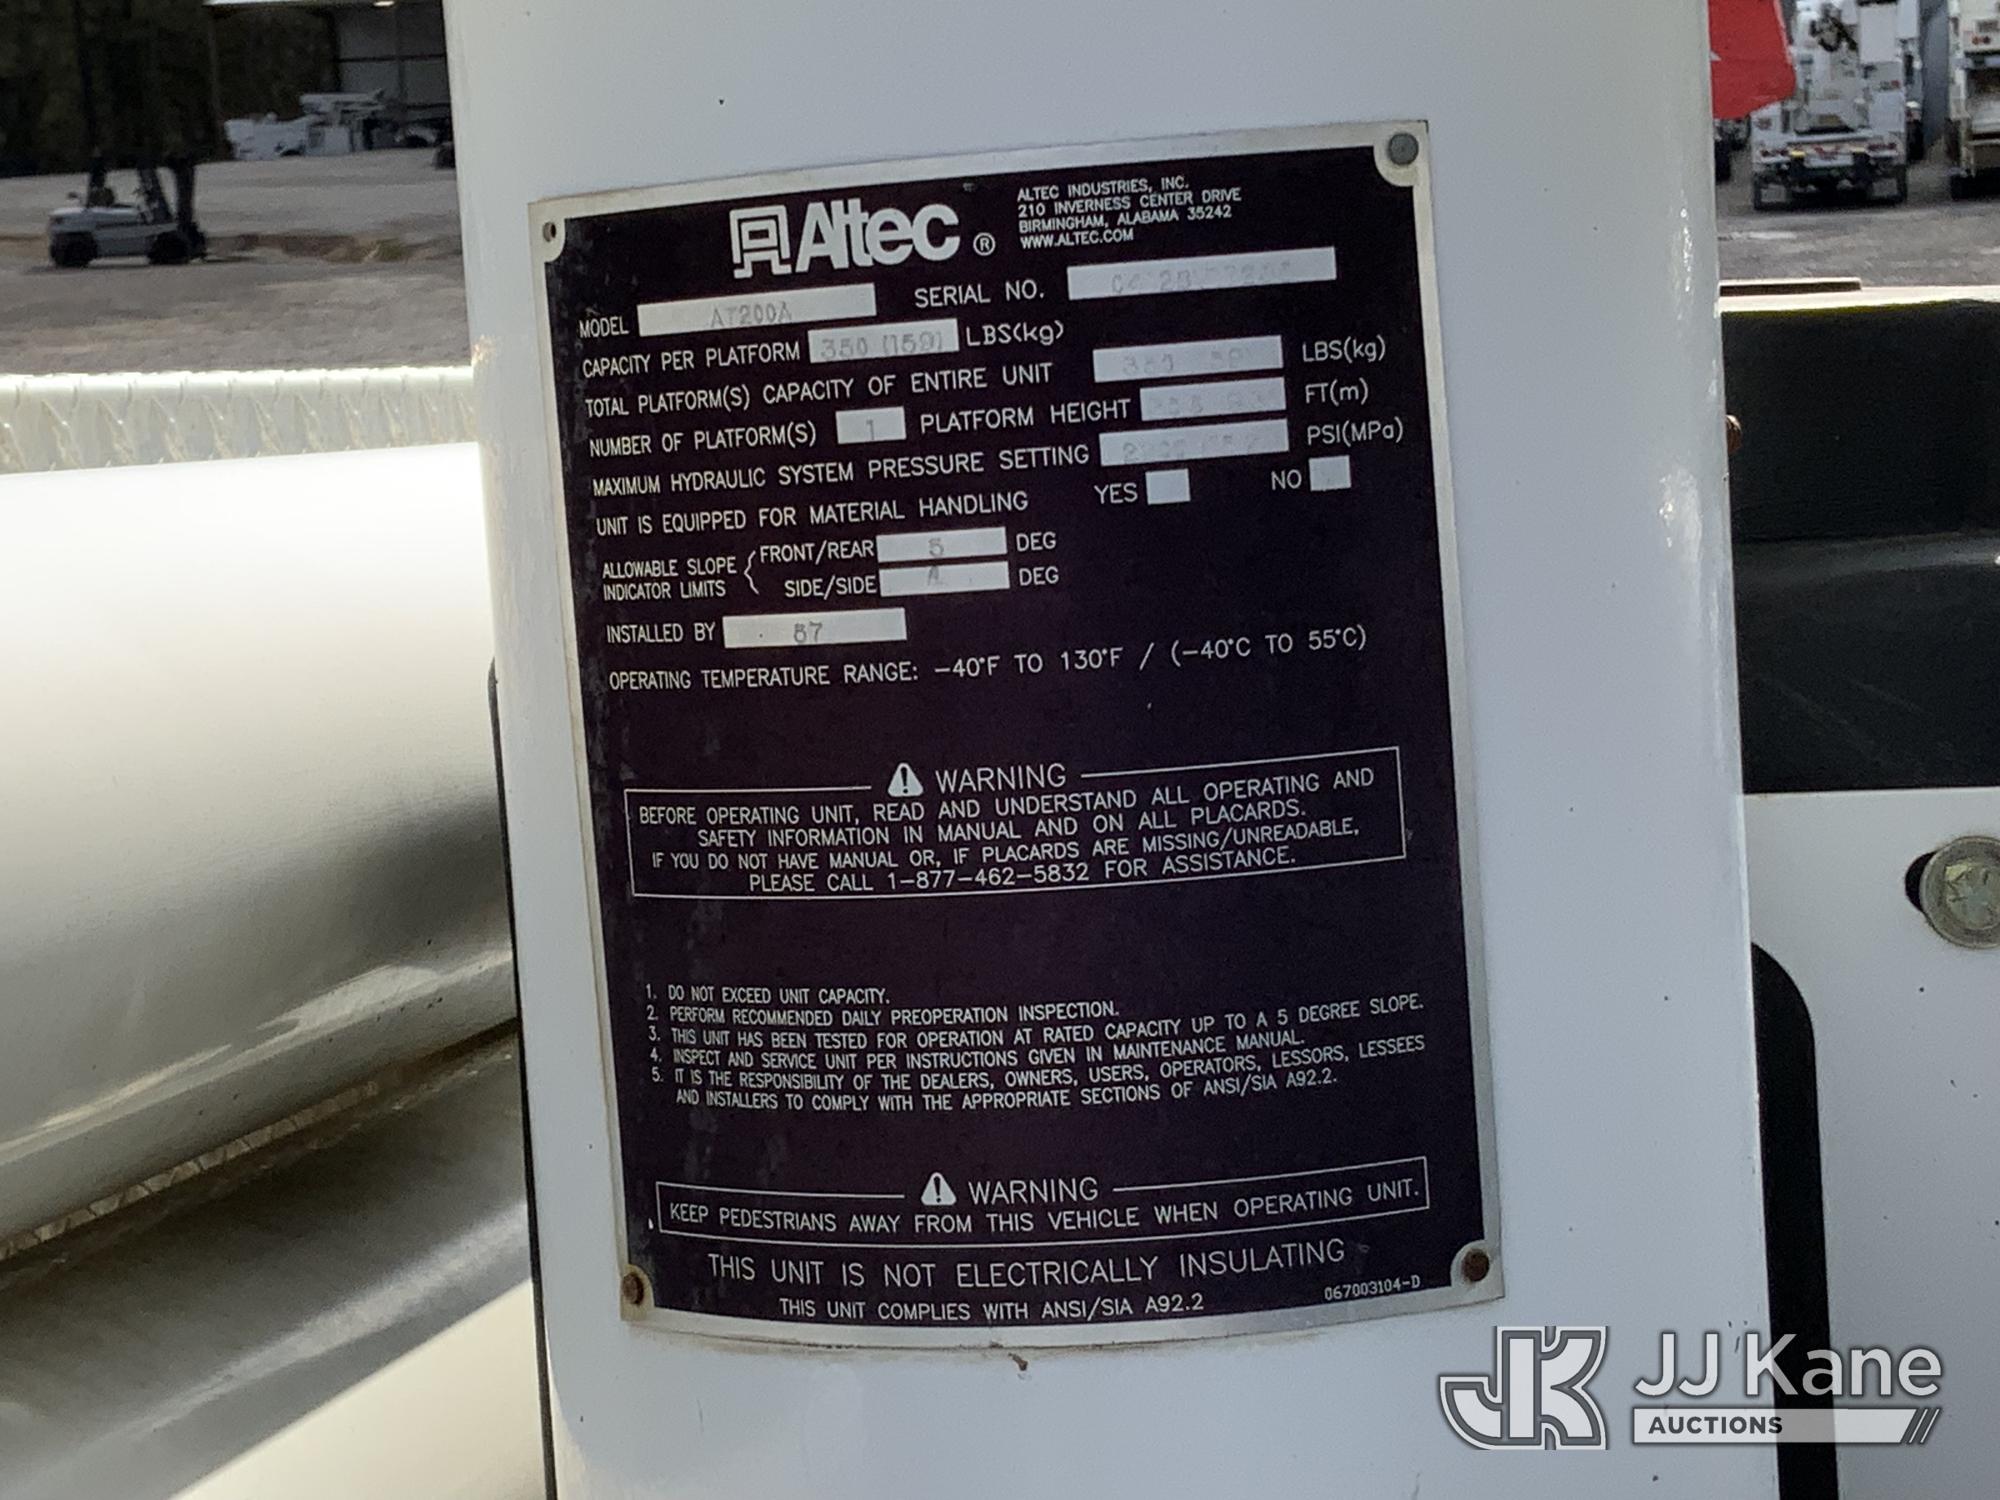 Altec ®
ALTEC INDUSTRIES, INC.
210 INVERNESS CENTER DRIVE
BIRMINGHAM, ALABAMA 35242
WWW.ALTEC.COM
MODEL AT200A SERIAL NO.
CAPACITY PER PLATFORM 350 (159) LBS(kg)
TOTAL PLATFORM(S) CAPACITY OF ENTIRE UNIT LBS(kg)
NUMBER OF PLATFORM(S) 1 PLATFORM HEIGHT FT(m)
MAXIMUM HYDRAULIC SYSTEM PRESSURE SETTING PSI(MPa)
UNIT IS EQUIPPED FOR MATERIAL HANDLING YES NO
ALLOWABLE SLOPE INDICATOR LIMITS
FRONT/REAR 5 DEG
SIDE/SIDE DEG
INSTALLED BY 87
OPERATING TEMPERATURE RANGE: -40°F TO 130°F / (-40°C TO 55°C)
WARNING
BEFORE OPERATING UNIT, READ AND UNDERSTAND ALL OPERATING AND
SAFETY INFORMATION IN MANUAL AND ON ALL PLACARDS.
IF YOU DO NOT HAVE MANUAL OR, IF PLACARDS ARE MISSING/UNREADABLE,
PLEASE CALL 1-877-462-5832 FOR ASSISTANCE.
1. DO NOT EXCEED UNIT CAPACITY.
2. PERFORM RECOMMENDED DAILY PREOPERATION INSPECTION.
3. THIS UNIT HAS BEEN TESTED FOR OPERATION AT RATED CAPACITY UP TO A 5 DEGREE SLOPE.
4. INSPECT AND SERVICE UNIT PER INSTRUCTIONS GIVEN IN MAINTENANCE MANUAL.
5. IT IS THE RESPONSIBILITY OF THE DEALERS, OWNERS, USERS, OPERATORS, LESSORS, LESSEES
AND INSTALLERS TO COMPLY WITH THE APPROPRIATE SECTIONS OF ANSI/SIA A92.2.
WARNING
KEEP PEDESTRIANS AWAY FROM THIS VEHICLE WHEN OPERATING UNIT.
THIS UNIT IS NOT ELECTRICALLY INSULATING
THIS UNIT COMPLIES WITH ANSI/SIA A92.2
067003104-D
JK JJ Kane
AUCTIONS